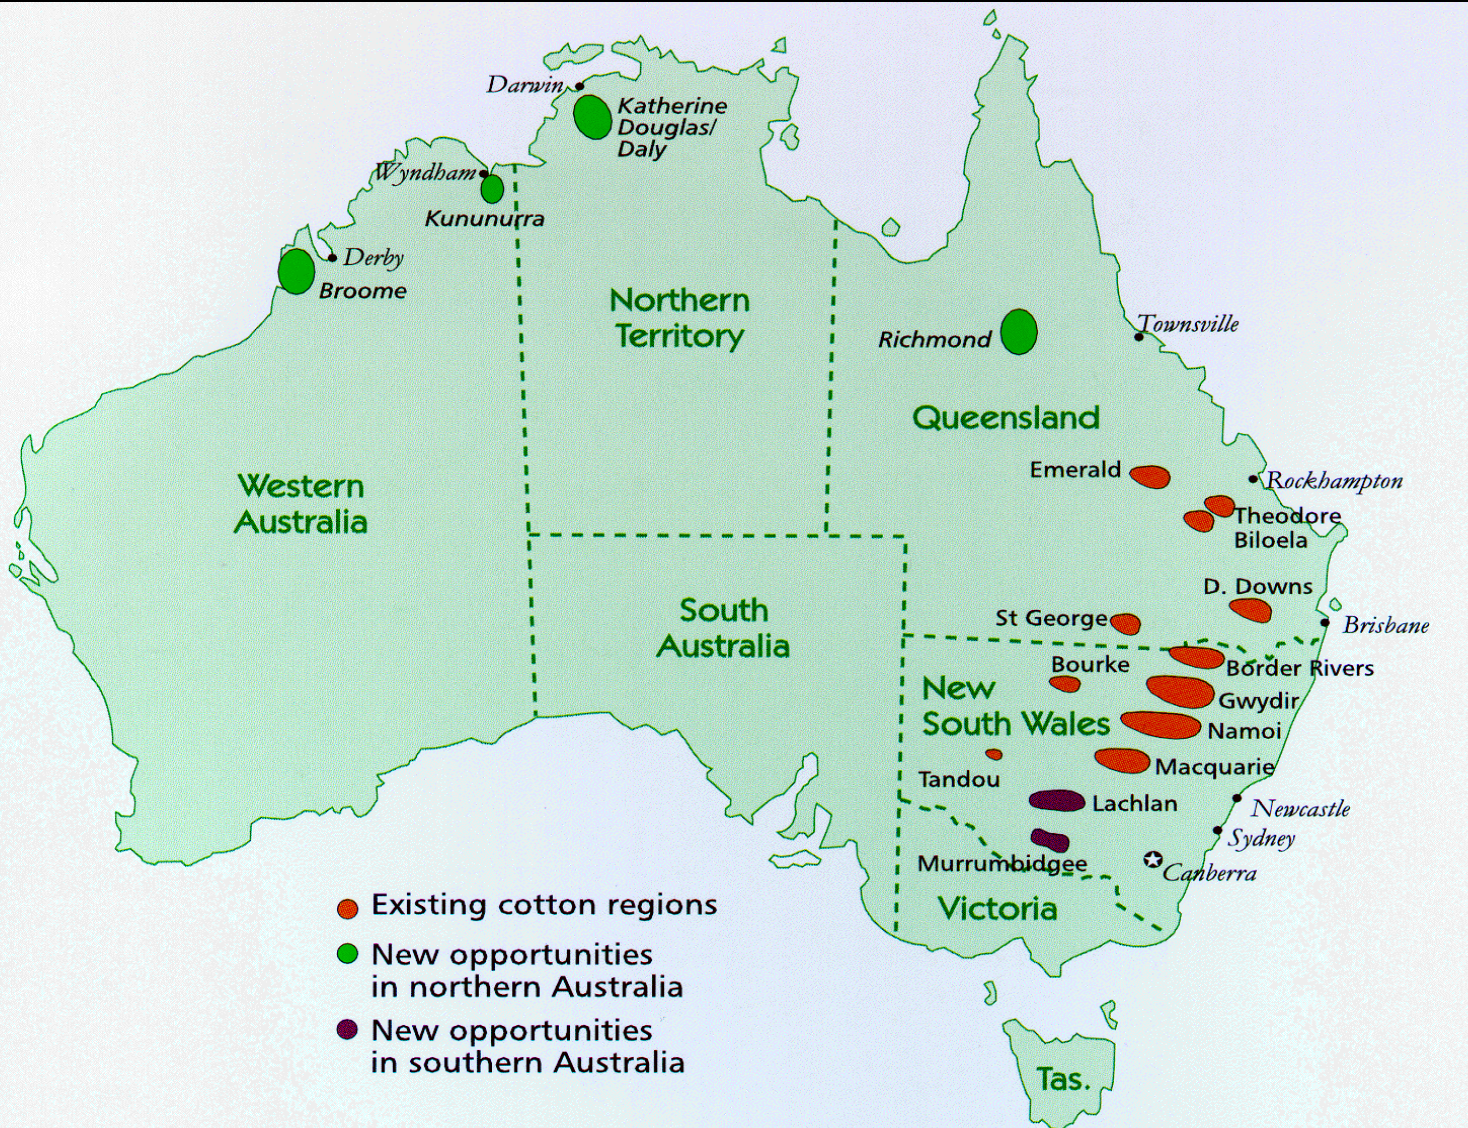 Darwin
Katherine
Douglas/
Daly
Wyndham
Kununurra
Derby
Broome
Northern
Territory
Richmond
Townsville
Queensland
Emerald
Rockhampton
Western
Australia
Theodore
Biloela
D. Downs
South
Australia
St George
Brisbane
Bourke
Border Rivers
New
South Wales
Gwydir
Namoi
Tandou
Macquarie
Lachlan
Newcastle
Sydney
Murrumbidgee
Canberra
Victoria
Existing cotton regions
New opportunities
in northern Australia
New opportunities
in southern Australia
Tas.